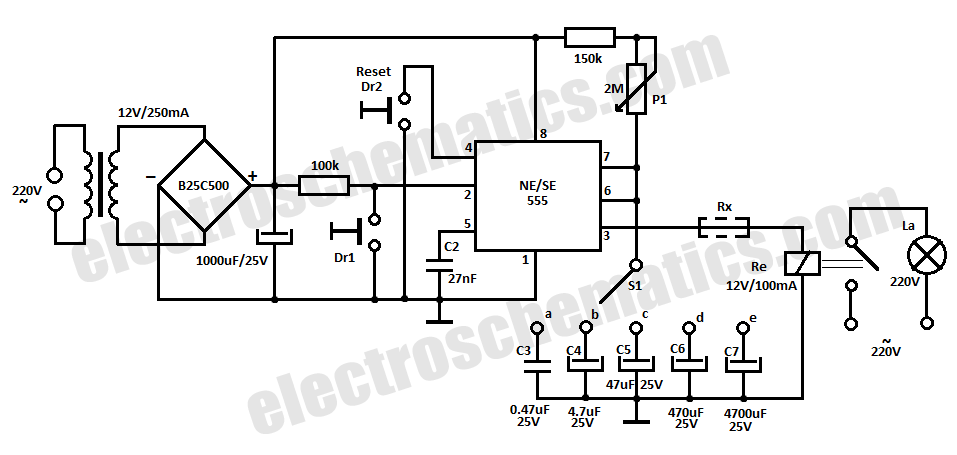 150k
Reset
Dr2
2M
P1
12V/250mA
8
4
7
100k
NE/SE
555
−
B25C500
+
220V
~
2
6
Rx
5
3
La
Dr1
C2
1
Re
1000uF/25V
27nF
S1
12V/100mA
220V
a
b
c
d
e
~
220V
C3
C4
C5
C6
C7
47uF 25V
0.47uF
25V
4.7uF
25V
470uF
25V
4700uF
25V
electroschematics.com
electroschematics.com